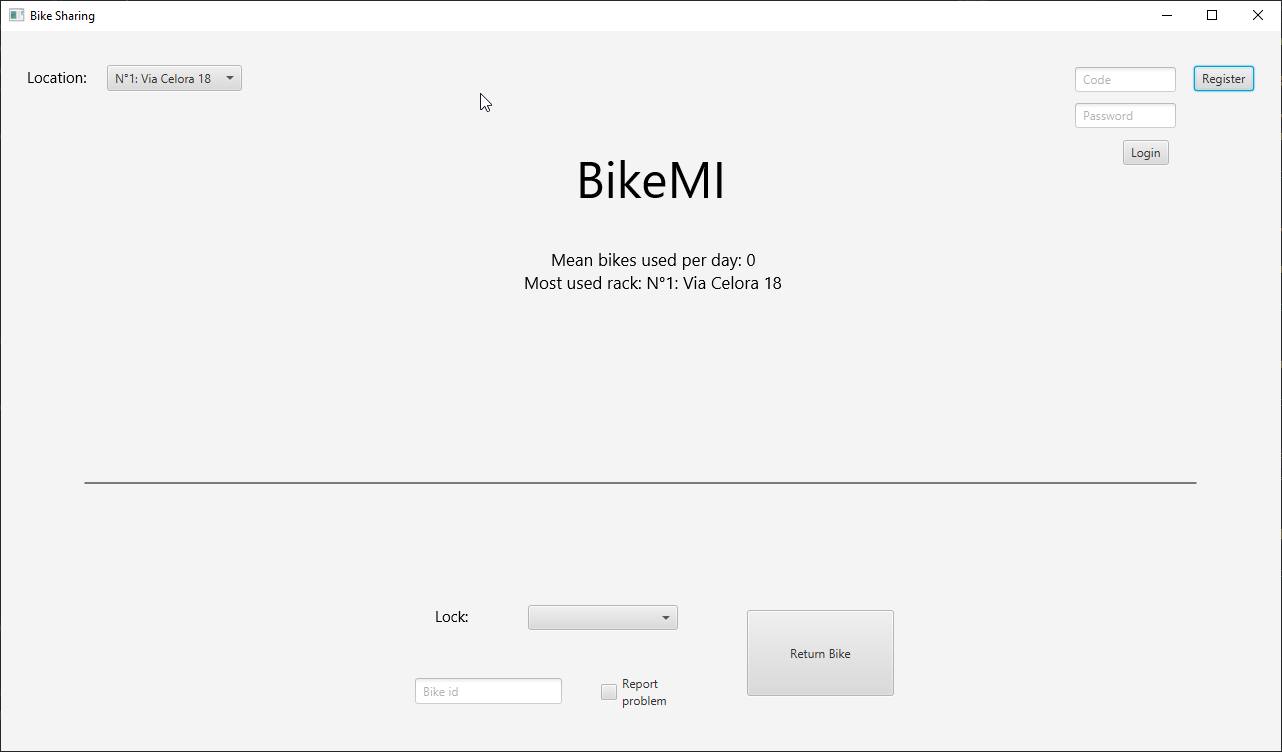 Bike Sharing
Location: N°1: Via Celora 18
Code
Register
Password
Login
BikeMI
Mean bikes used per day: 0
Most used rack: N°1: Via Celora 18
Lock:
Return Bike
Bike id
Report
problem